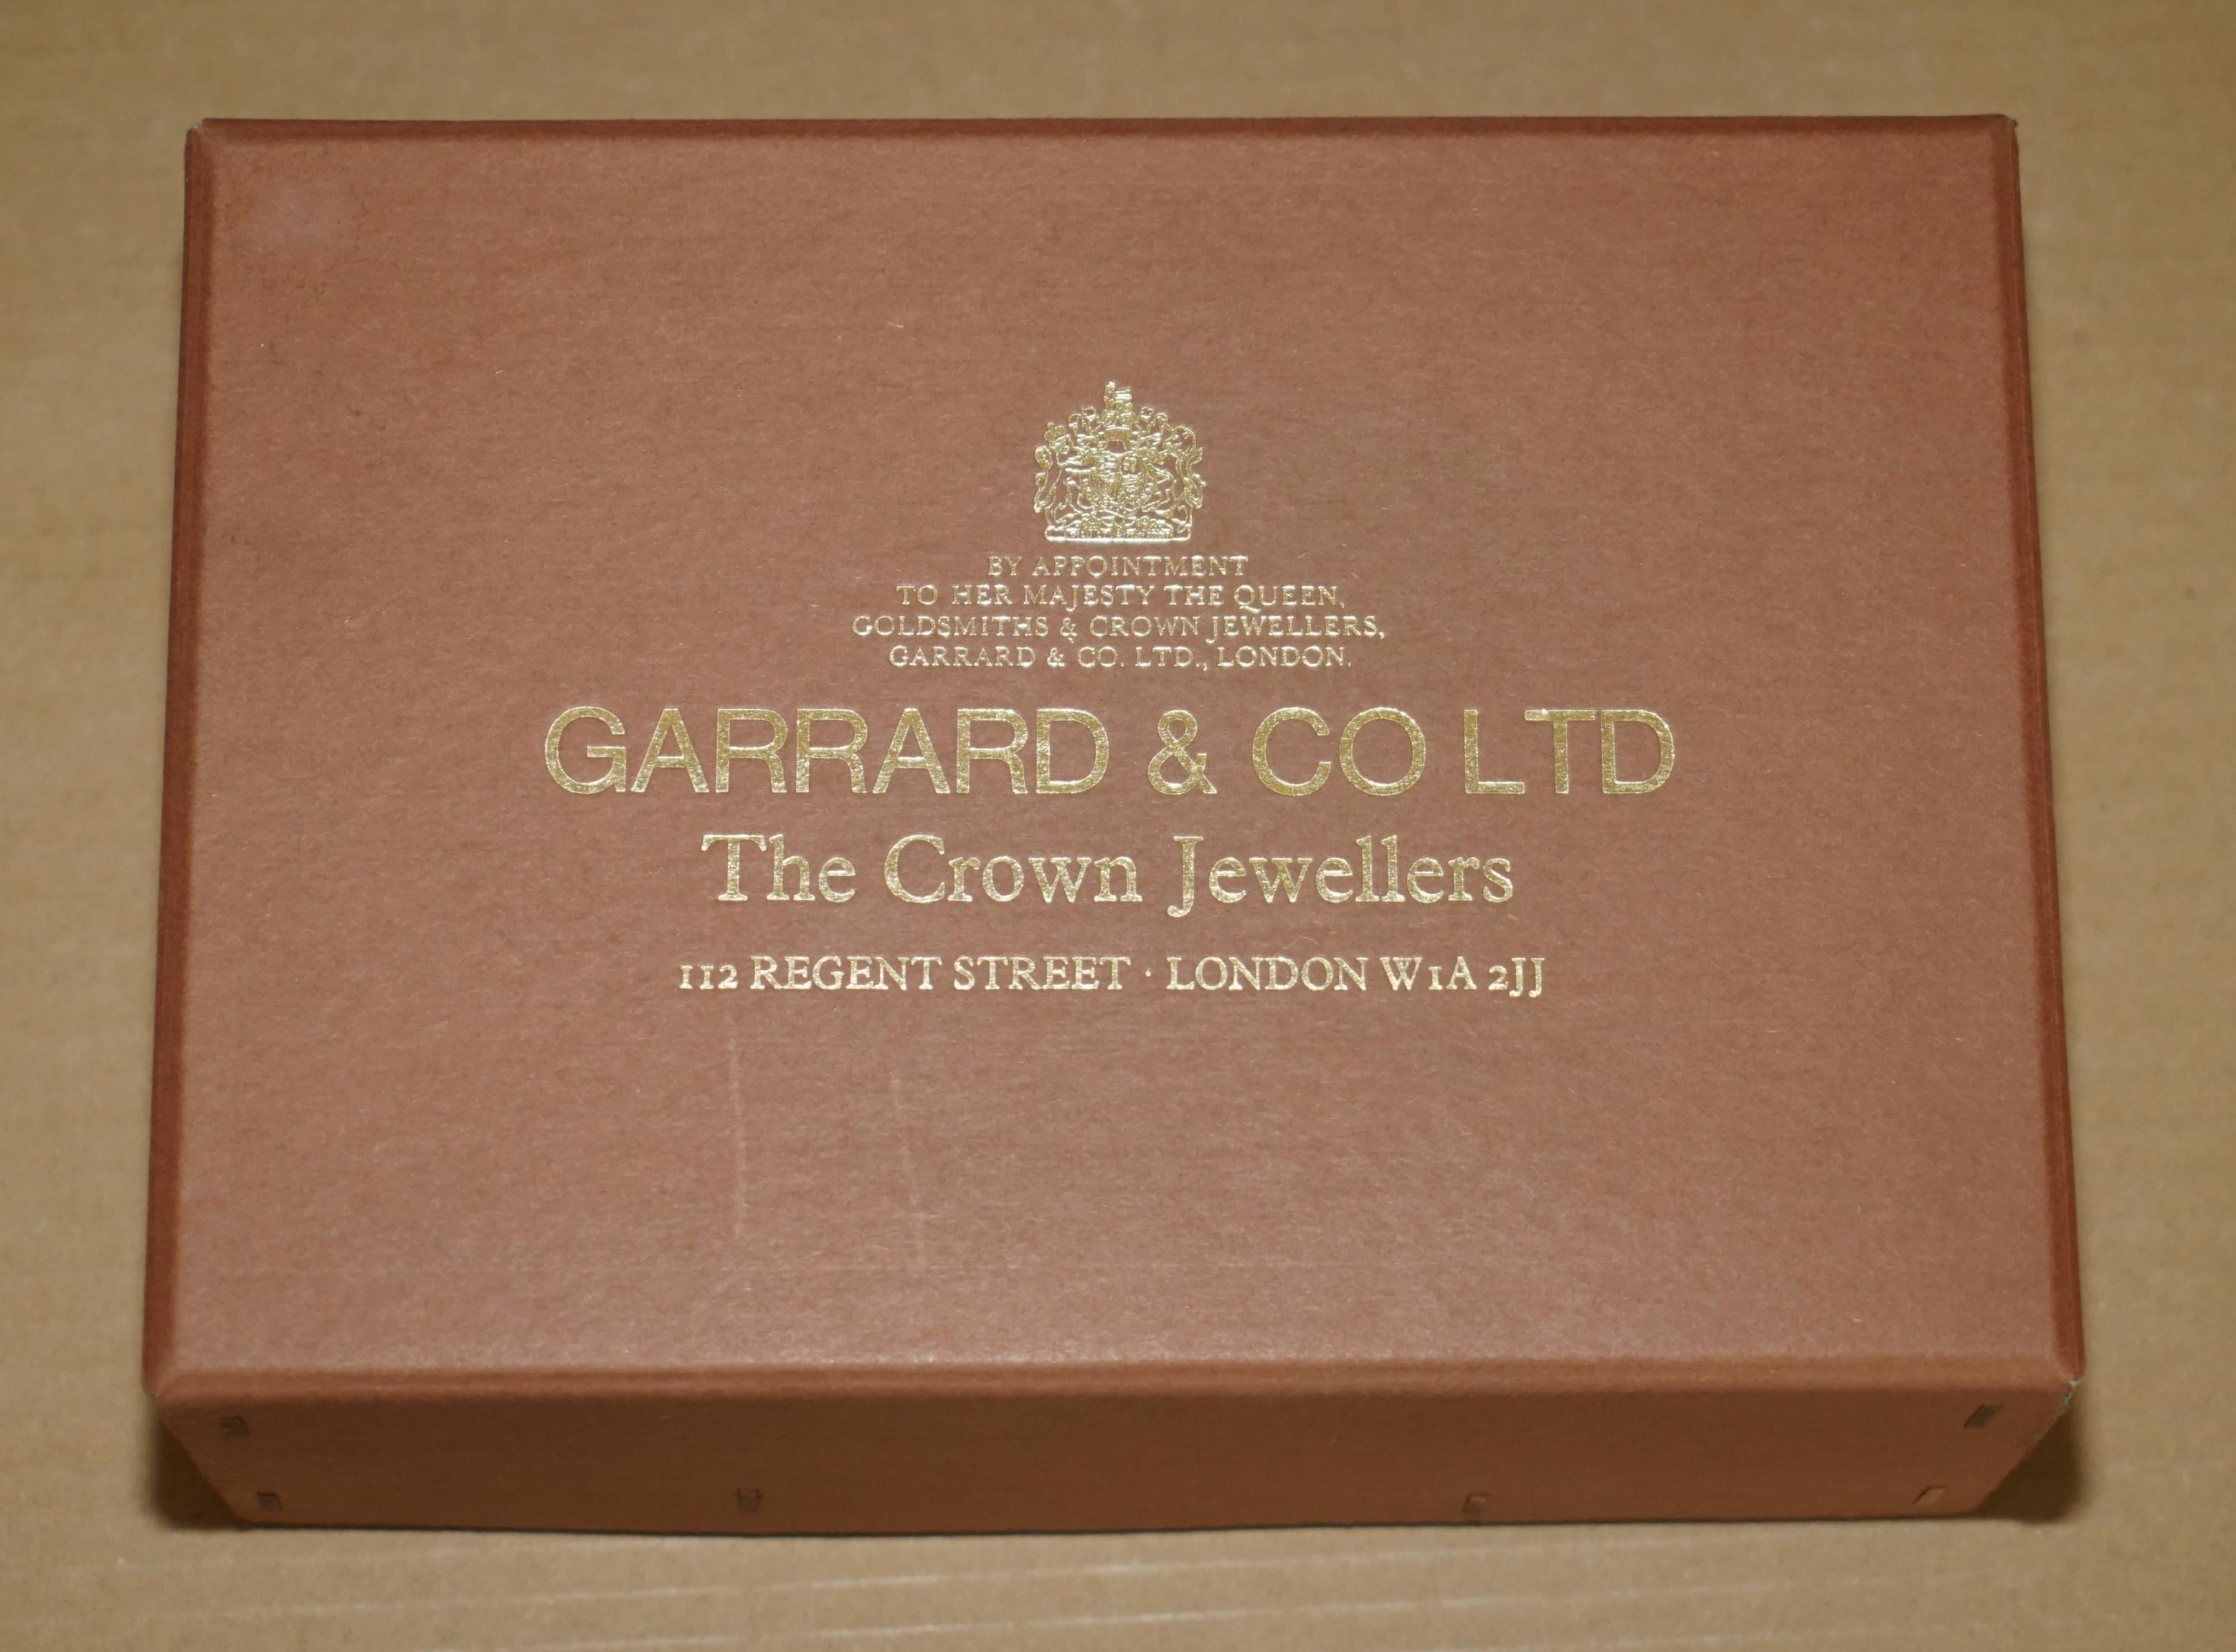 BY APPOINTMENT
TO HER MAJESTY THE QUEEN,
GOLDSMITHS & CROWN JEWELLERS,
GARRARD & CO. LTD., LONDON.
GARRARD & CO LTD
The Crown Jewellers
112 REGENT STREET · LONDON W1A 2JJ